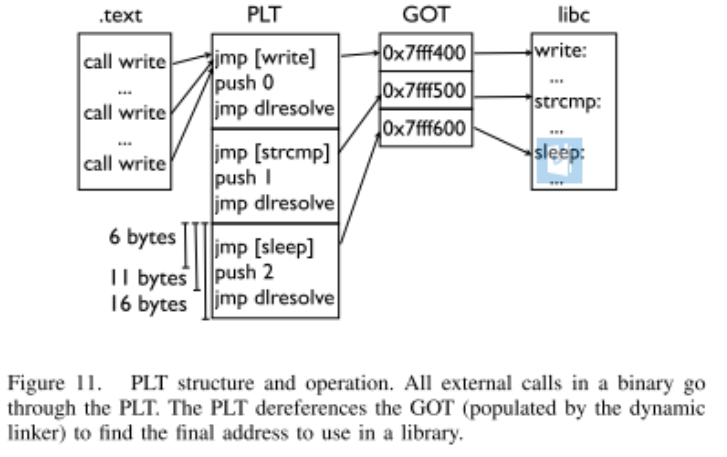 .text PLT GOT libc
call write
...
call write
...
call write
jmp [write]
push 0
jmp dlresolve
jmp [strcmp]
push 1
jmp dlresolve
jmp [sleep]
push 2
jmp dlresolve
6 bytes
11 bytes
16 bytes
0x7fff400
0x7fff500
0x7fff600
write:
...
strcmp:
...
sleep:
...
Figure 11. PLT structure and operation. All external calls in a binary go
through the PLT. The PLT dereferences the GOT (populated by the dynamic
linker) to find the final address to use in a library.